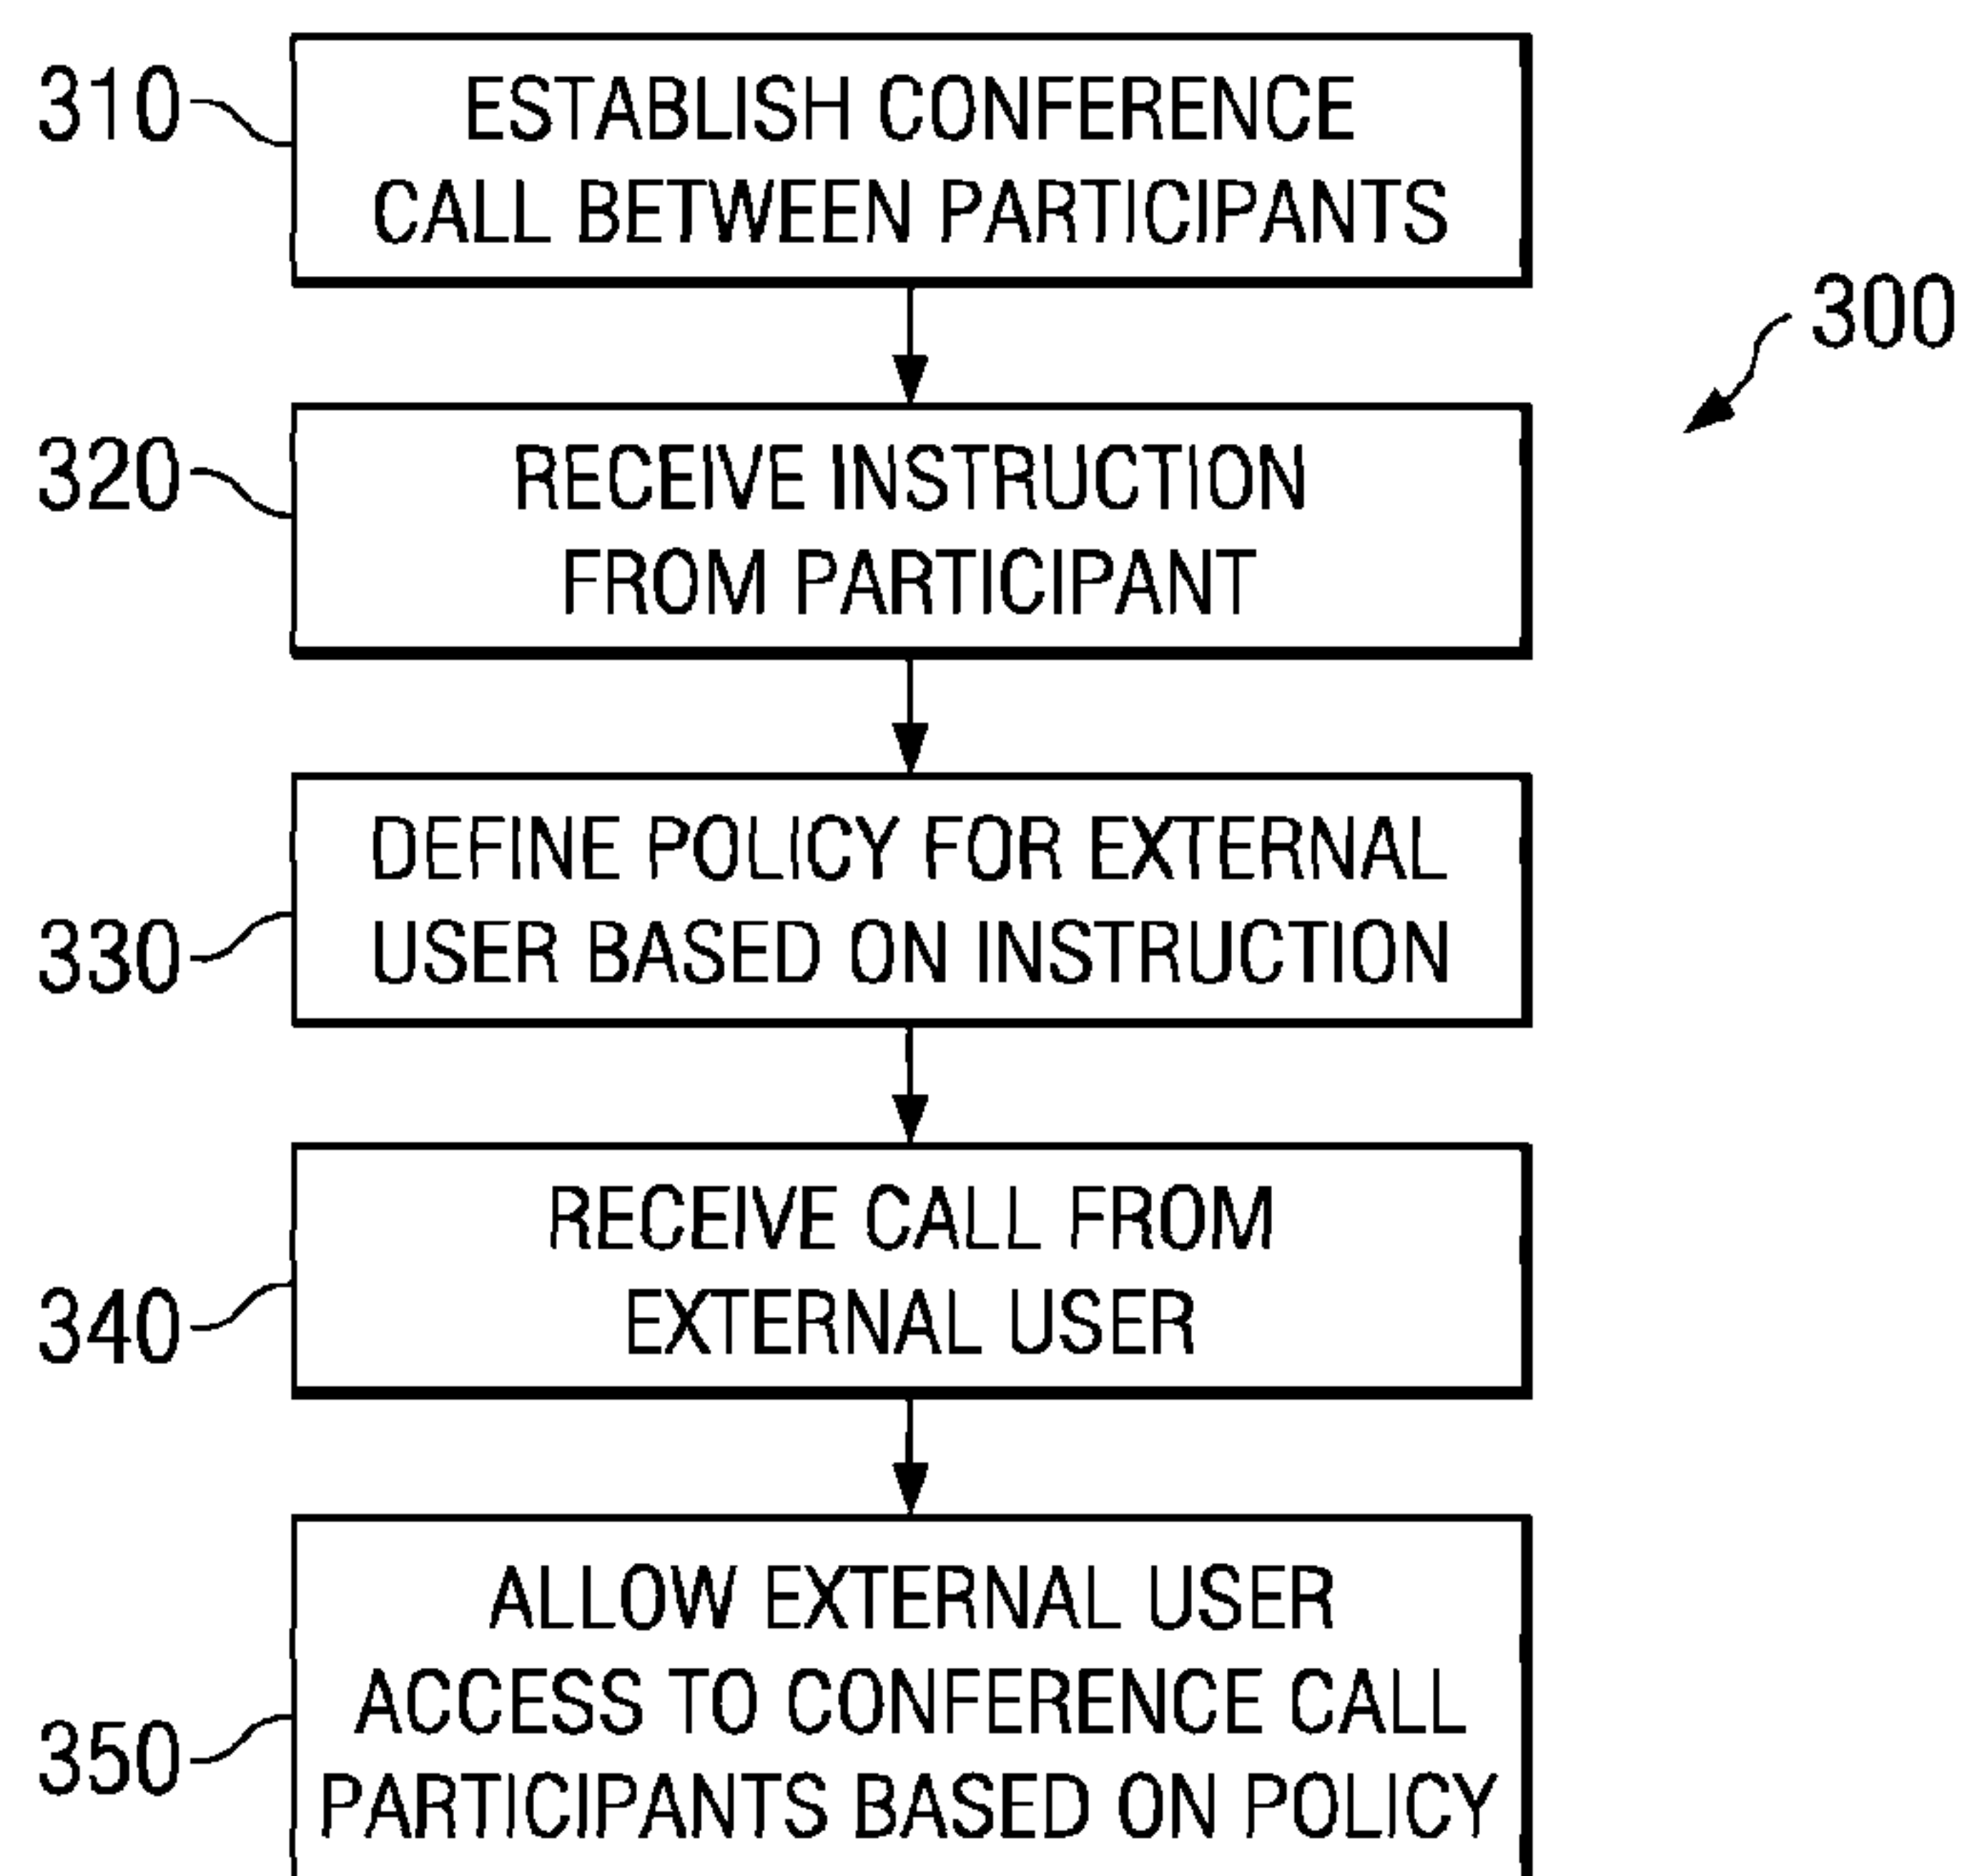 310
ESTABLISH CONFERENCE
CALL BETWEEN PARTICIPANTS
300
320
RECEIVE INSTRUCTION
FROM PARTICIPANT
330
DEFINE POLICY FOR EXTERNAL
USER BASED ON INSTRUCTION
340
RECEIVE CALL FROM
EXTERNAL USER
350
ALLOW EXTERNAL USER
ACCESS TO CONFERENCE CALL
PARTICIPANTS BASED ON POLICY